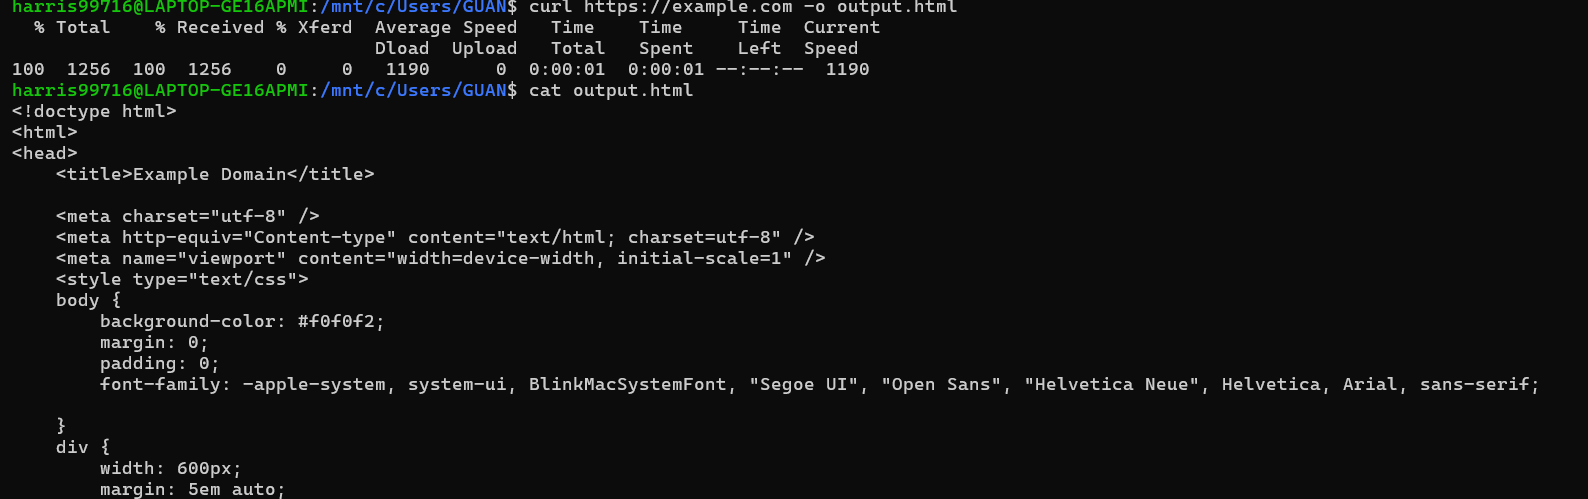 harris99716@LAPTOP-GE16APMI:/mnt/c/Users/GUAN$ curl https://example.com -o output.html
  % Total    % Received % Xferd  Average Speed   Time    Time     Time  Current
                                 Dload  Upload   Total   Spent    Left  Speed
100  1256  100  1256    0     0   1190      0  0:00:01  0:00:01 --:--:--  1190
harris99716@LAPTOP-GE16APMI:/mnt/c/Users/GUAN$ cat output.html
<!doctype html>
<html>
<head>
    <title>Example Domain</title>

    <meta charset="utf-8" />
    <meta http-equiv="Content-type" content="text/html; charset=utf-8" />
    <meta name="viewport" content="width=device-width, initial-scale=1" />
    <style type="text/css">
    body {
        background-color: #f0f0f2;
        margin: 0;
        padding: 0;
        font-family: -apple-system, system-ui, BlinkMacSystemFont, "Segoe UI", "Open Sans", "Helvetica Neue", Helvetica, Arial, sans-serif;

    }
    div {
        width: 600px;
        margin: 5em auto;